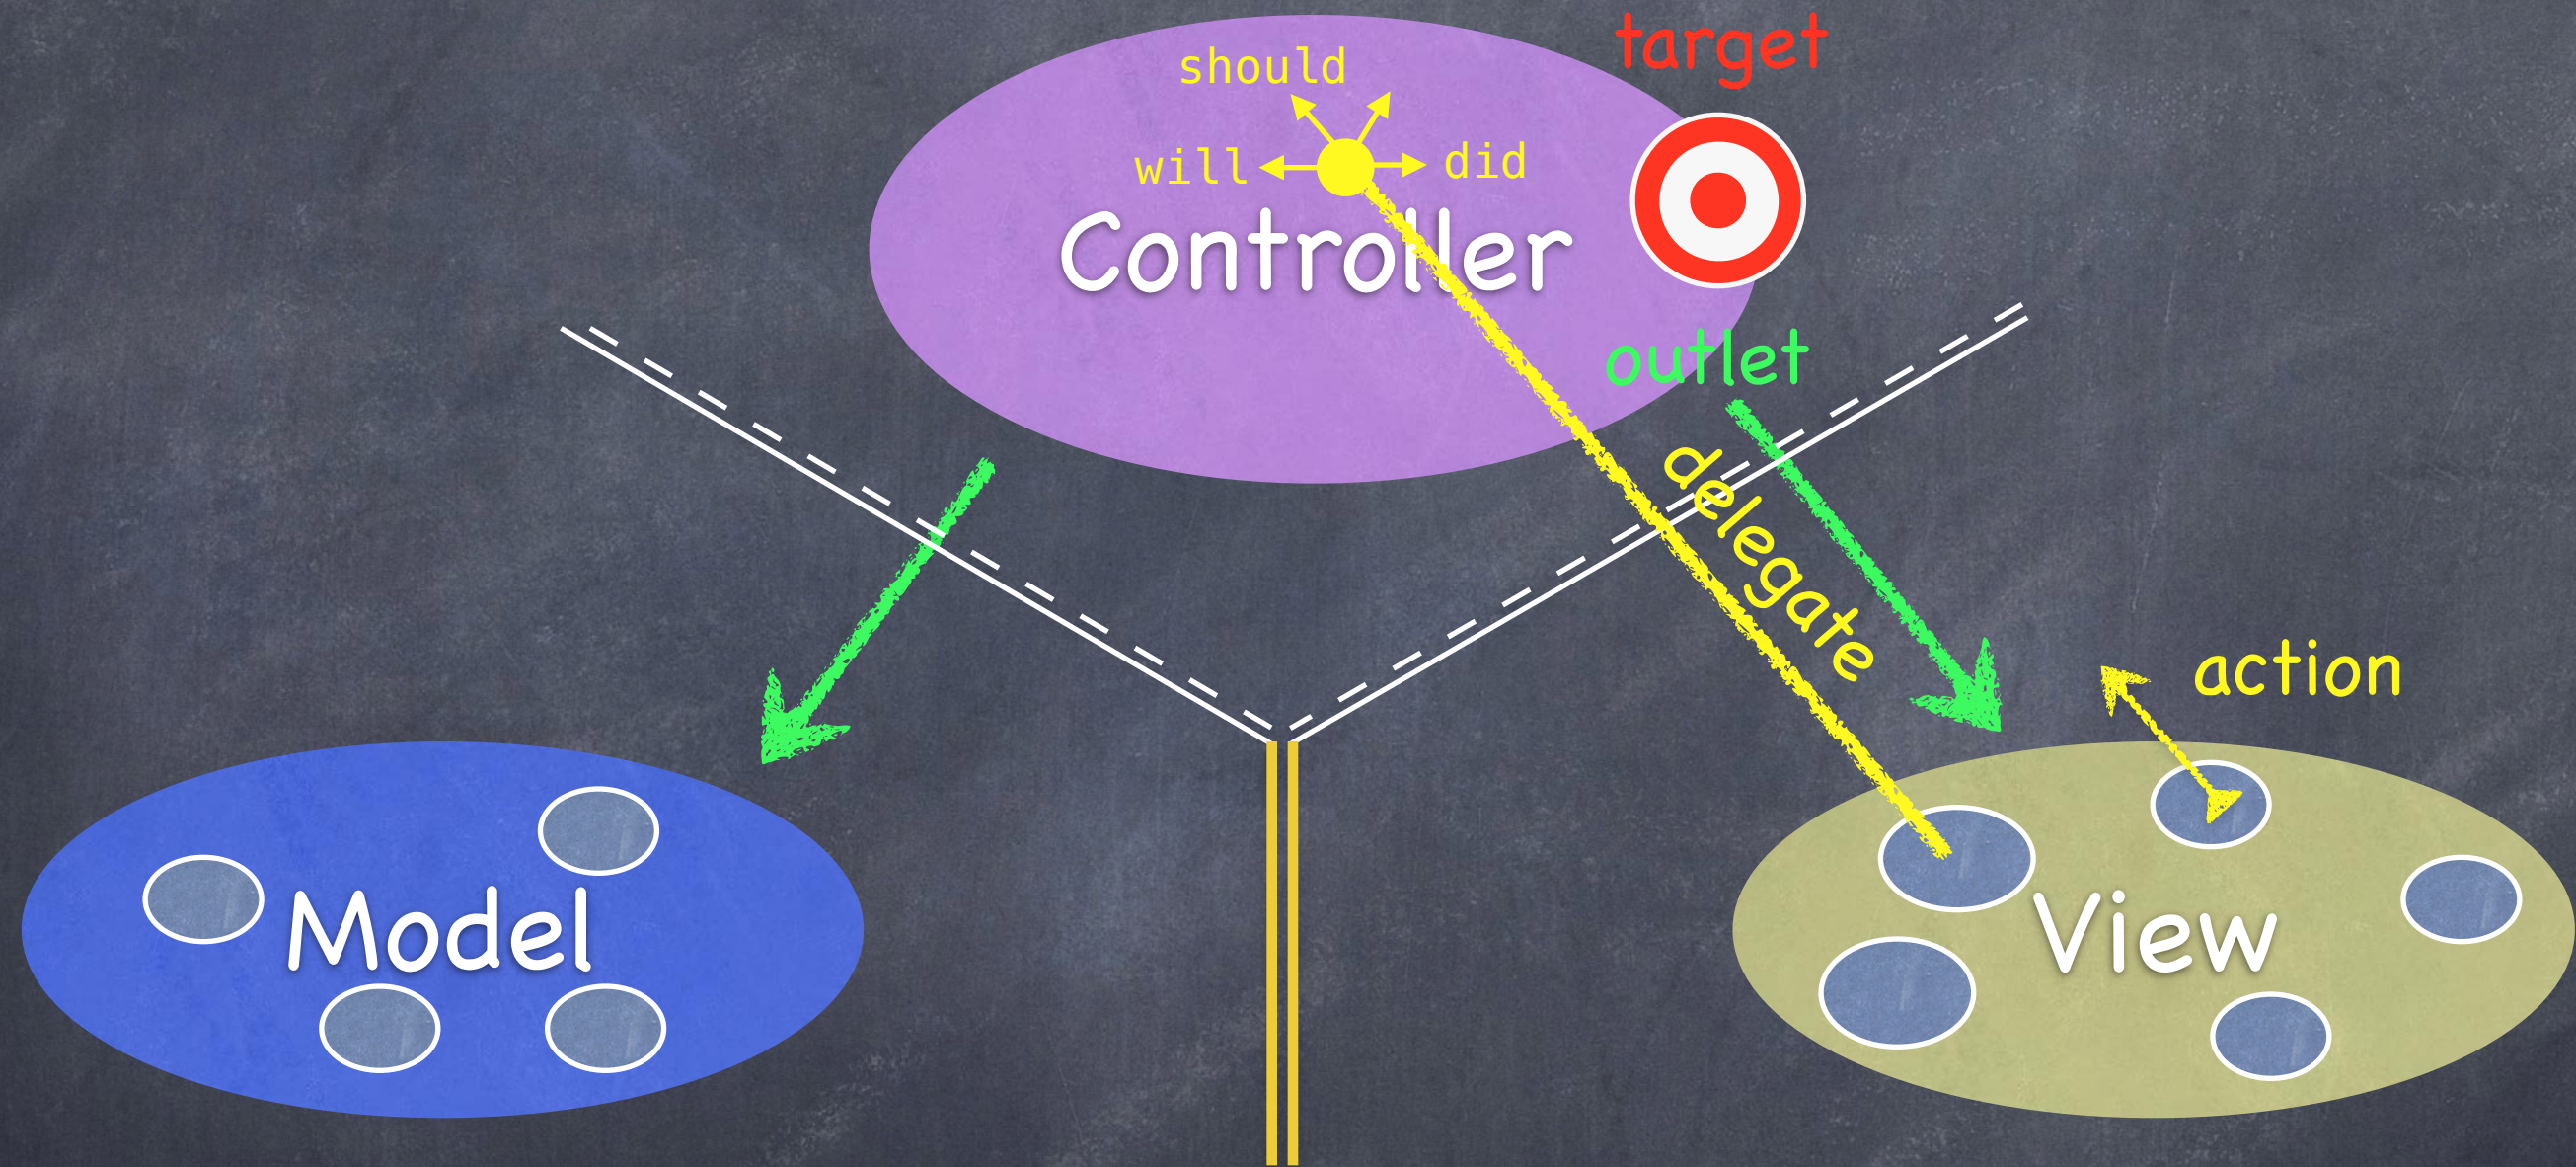 target
should
will
did
Controller
outlet
delegate
action
Model
View